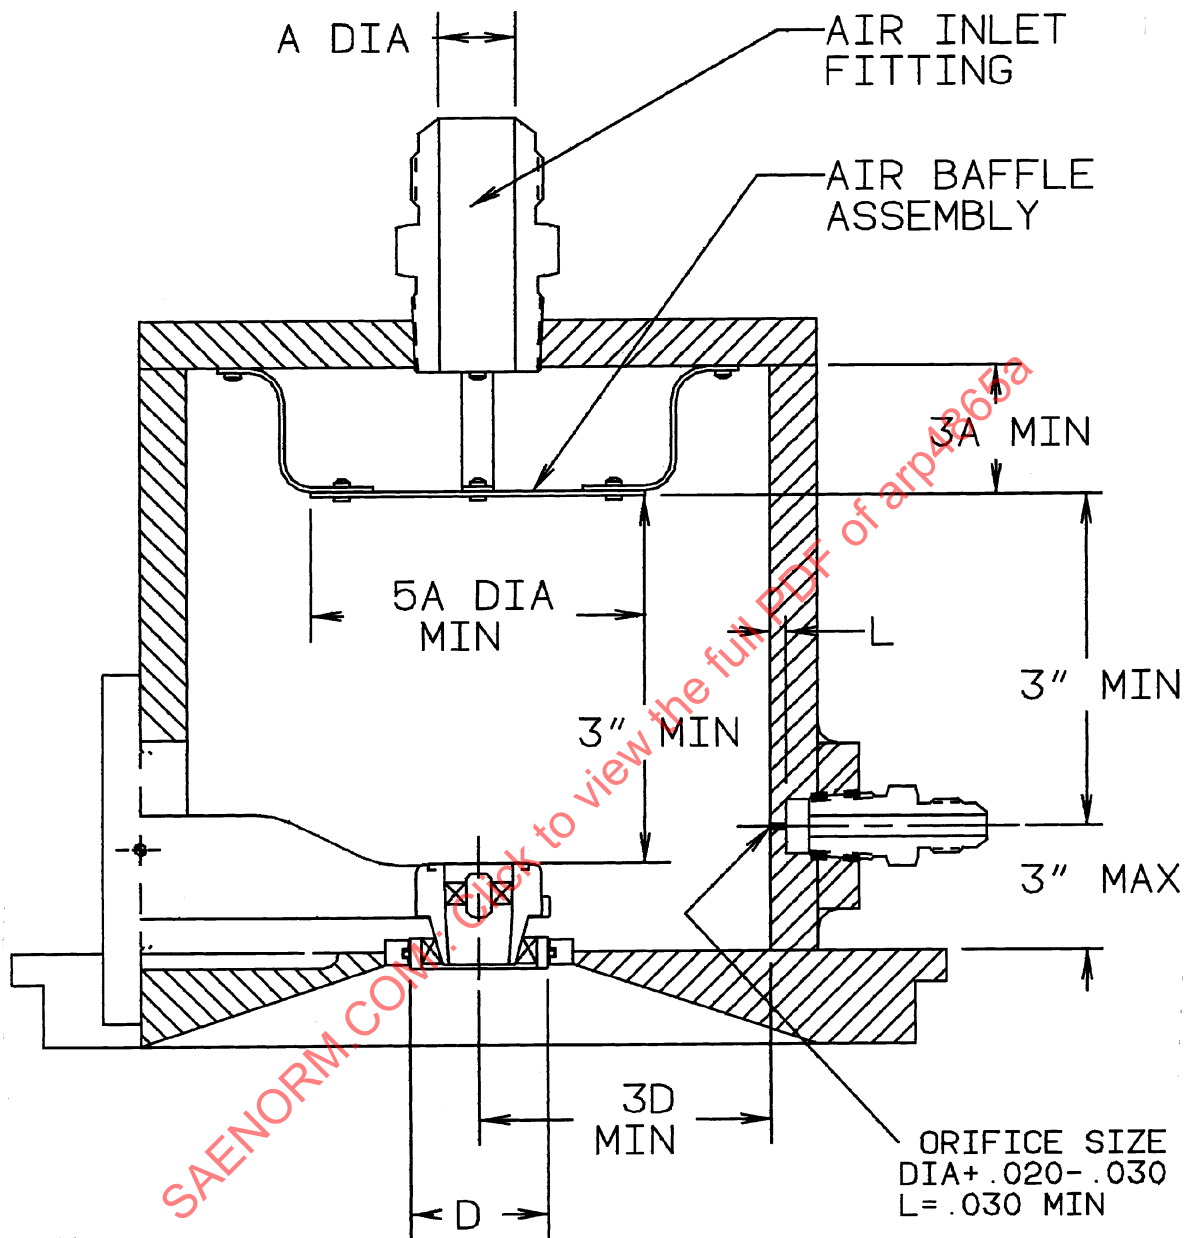 A DIA
AIR INLET
FITTING
AIR BAFFLE
ASSEMBLY
3A MIN
5A DIA
MIN
L
3" MIN
3" MIN
3" MAX
3D
MIN
D
ORIFICE SIZE
DIA+.020-.030
L=.030 MIN
SAENORM.COM : Click to view the full PDF of arp4865a